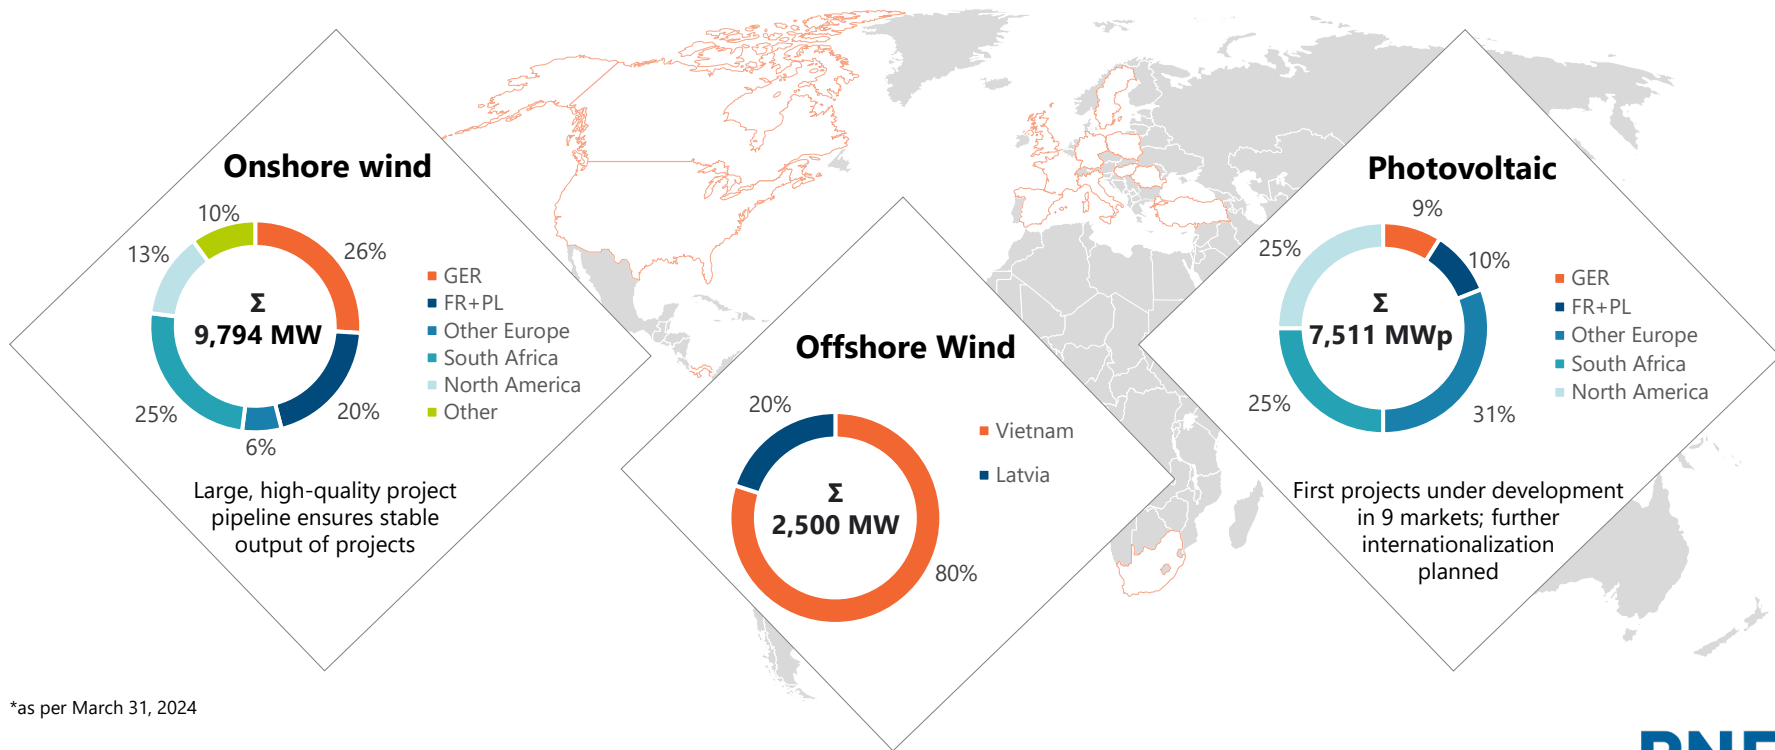 Onshore wind
10%
13%
26%
Σ
9,794 MW
25%
6%
20%
GER
FR+PL
Other Europe
South Africa
North America
Other
Large, high-quality project
pipeline ensures stable
output of projects
Offshore Wind
20%
Σ
2,500 MW
80%
Vietnam
Latvia
Photovoltaic
9%
25%
10%
Σ
7,511 MWp
25%
31%
GER
FR+PL
Other Europe
South Africa
North America
First projects under development
in 9 markets; further
internationalization
planned
*as per March 31, 2024